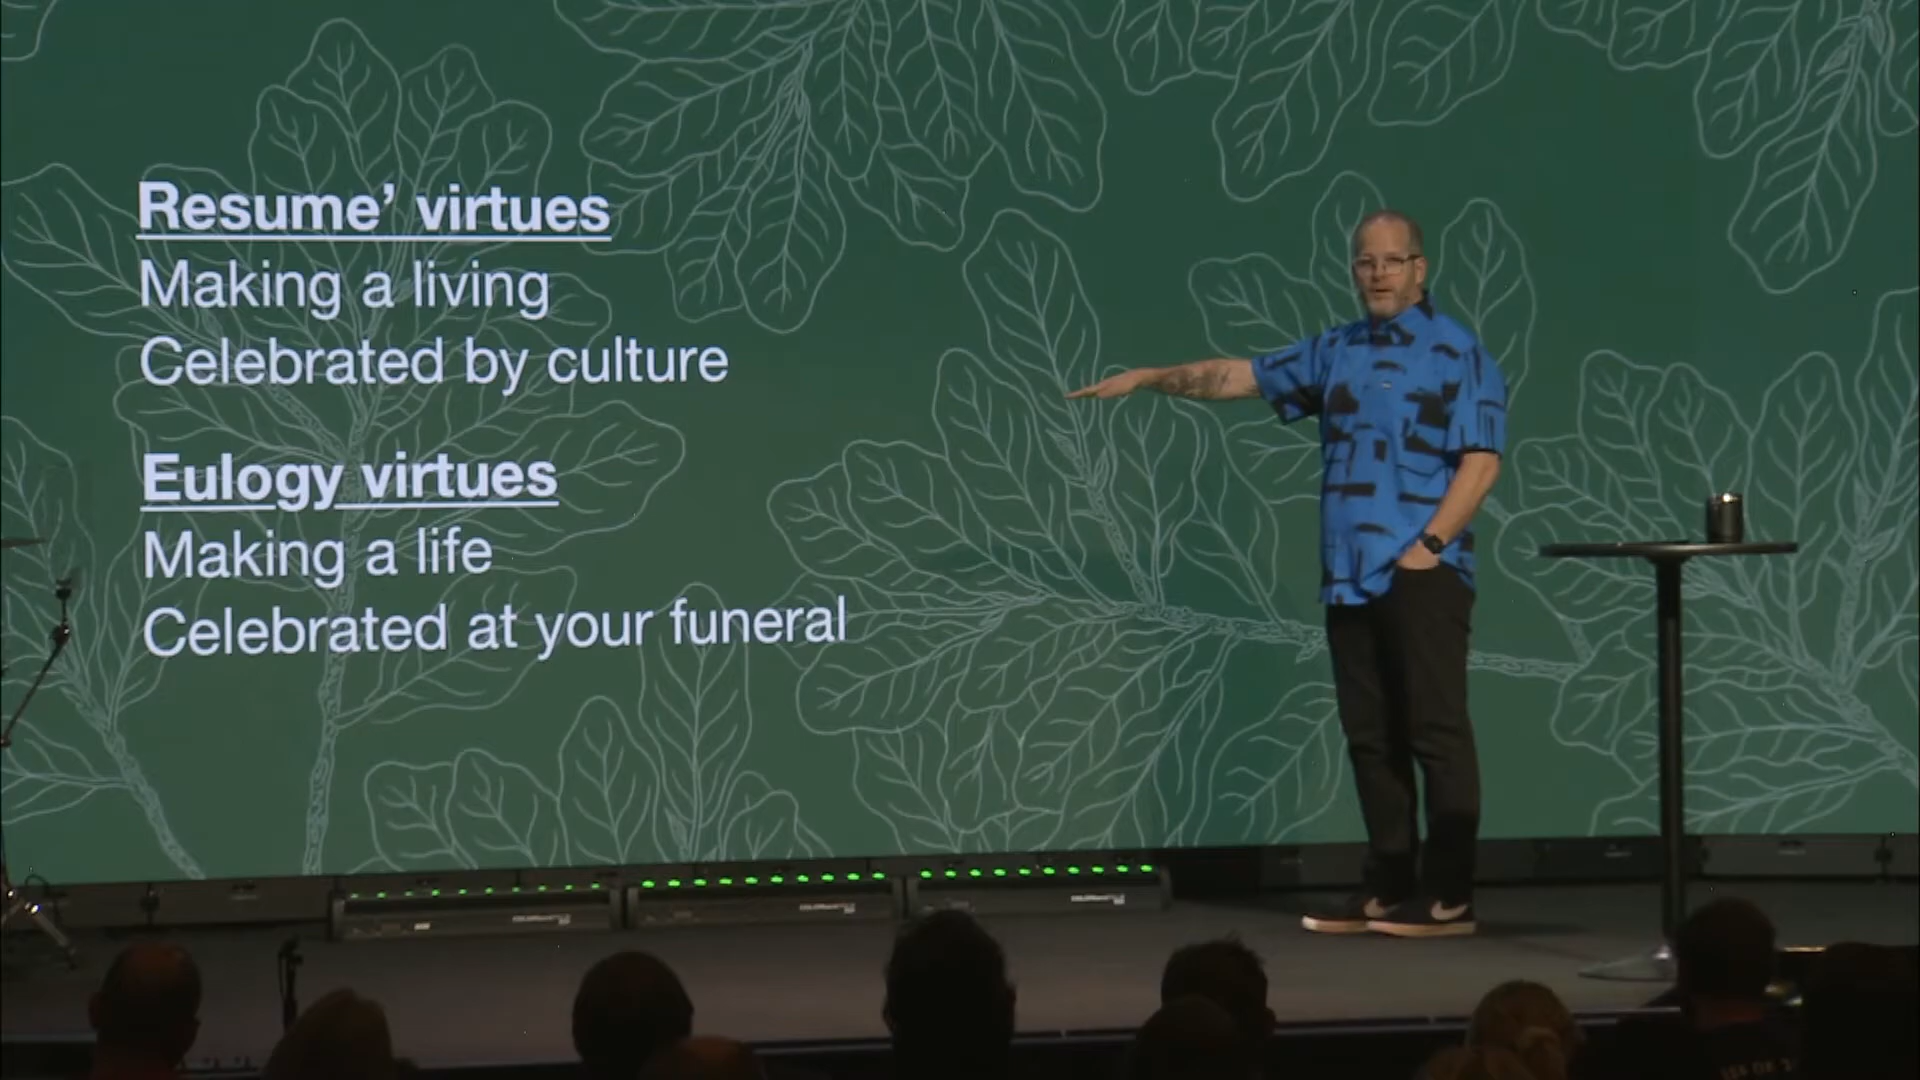 Resume’ virtues
Making a living
Celebrated by culture
Eulogy virtues
Making a life
Celebrated at your funeral